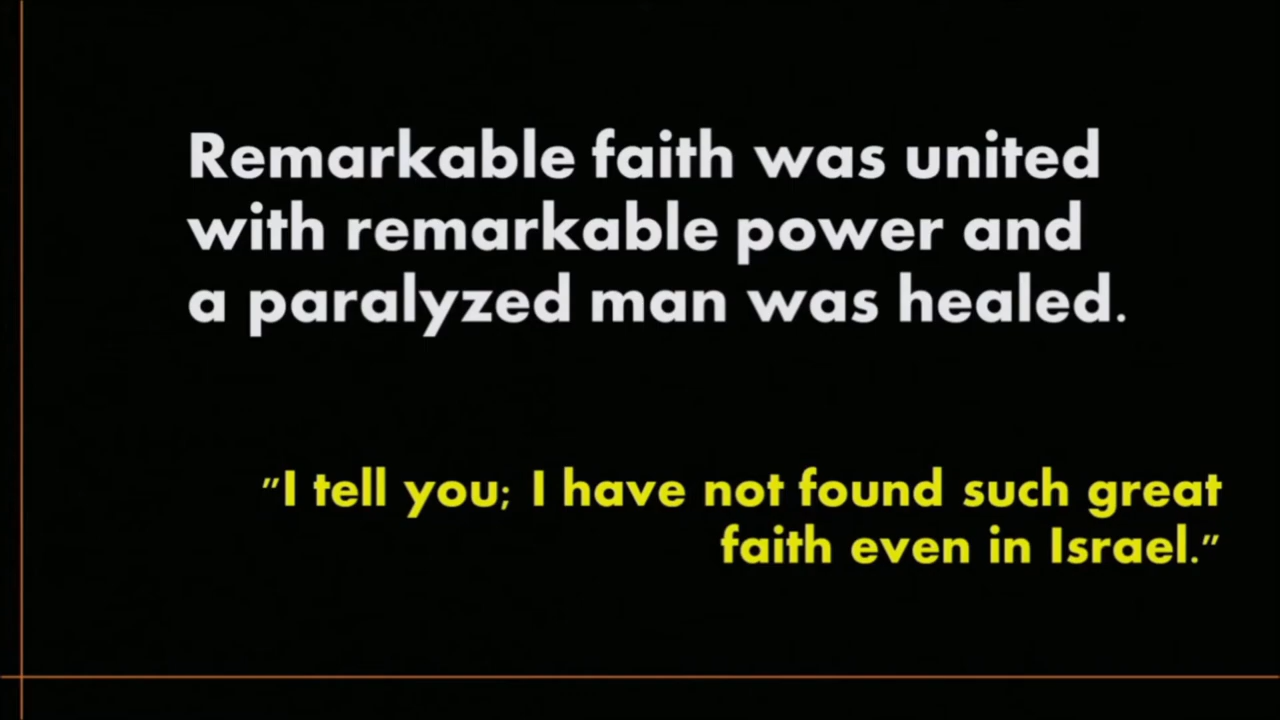 Remarkable faith was united
with remarkable power and
a paralyzed man was healed.
"I tell you; I have not found such great
faith even in Israel."